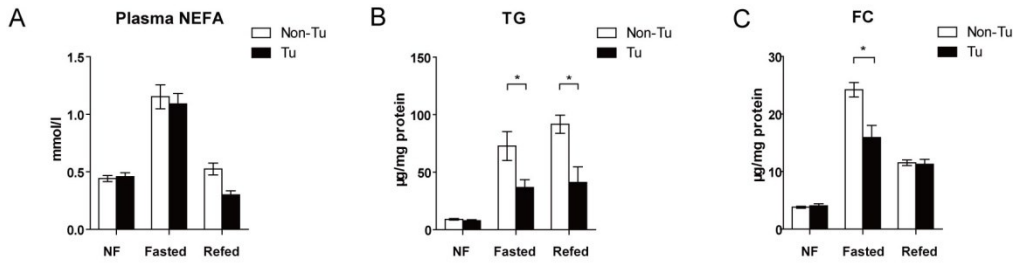 A
Plasma NEFA
Non-Tu
Tu
mmol/l
1.5
1.0
0.5
0.0
NF Fasted Refed
B
TG
Non-Tu
Tu
µg/mg protein
150
100
50
0
* *
NF Fasted Refed
C
FC
Non-Tu
Tu
µg/mg protein
30
20
10
0
*
NF Fasted Refed